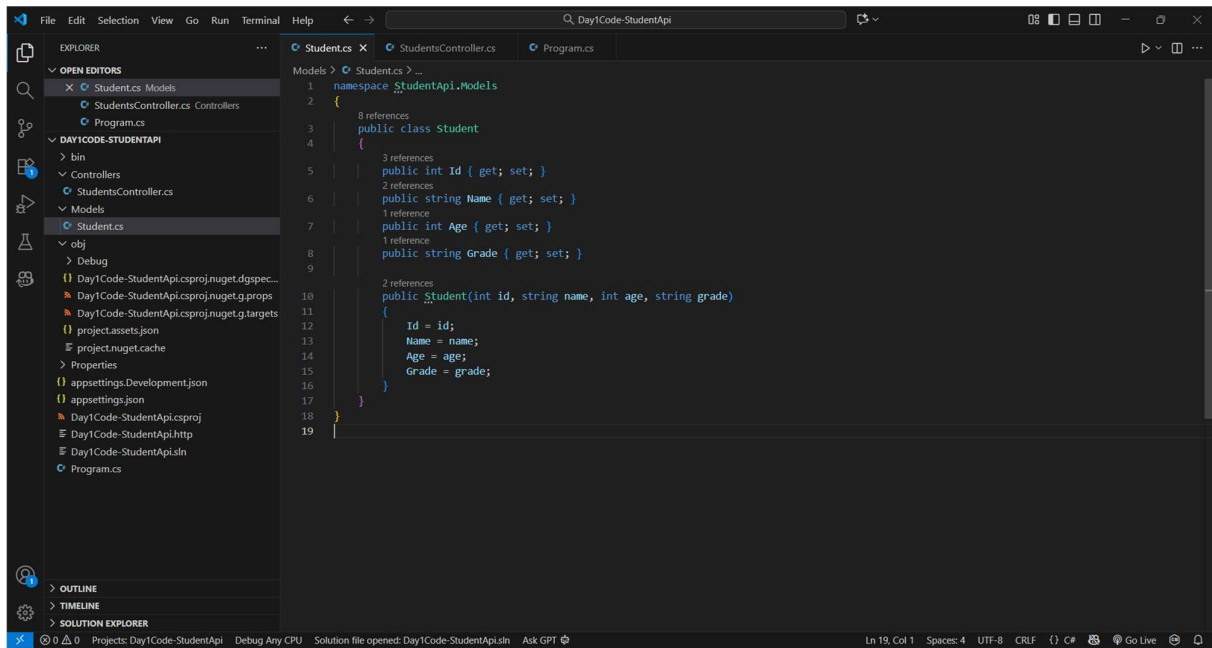 File Edit Selection View Go Run Terminal Help
Day1Code-StudentApi
EXPLORER
OPEN EDITORS
Student.cs Models
StudentsController.cs Controllers
Program.cs
DAY1CODE-STUDENTAPI
bin
Controllers
StudentsController.cs
Models
Student.cs
obj
Debug
{} Day1Code-StudentApi.csproj.nuget.dgspec...
Day1Code-StudentApi.csproj.nuget.g.props
Day1Code-StudentApi.csproj.nuget.g.targets
{} project.assets.json
project.nuget.cache
Properties
{} appsettings.Development.json
{} appsettings.json
Day1Code-StudentApi.csproj
Day1Code-StudentApi.http
Day1Code-StudentApi.sln
Program.cs
OUTLINE
TIMELINE
SOLUTION EXPLORER
1
1
Student.cs StudentsController.cs Program.cs
Models > Student.cs > ...
1 namespace StudentApi.Models
2 {
8 references
3 public class Student
4 {
3 references
5 public int Id { get; set; }
2 references
6 public string Name { get; set; }
1 reference
7 public int Age { get; set; }
1 reference
8 public string Grade { get; set; }
9
2 references
10 public Student(int id, string name, int age, string grade)
11 {
12 Id = id;
13 Name = name;
14 Age = age;
15 Grade = grade;
16 }
17 }
18 }
19
0 0 Projects: Day1Code-StudentApi Debug Any CPU Solution file opened: Day1Code-StudentApi.sln Ask GPT Ln 19, Col 1 Spaces: 4 UTF-8 CRLF {} C# Go Live